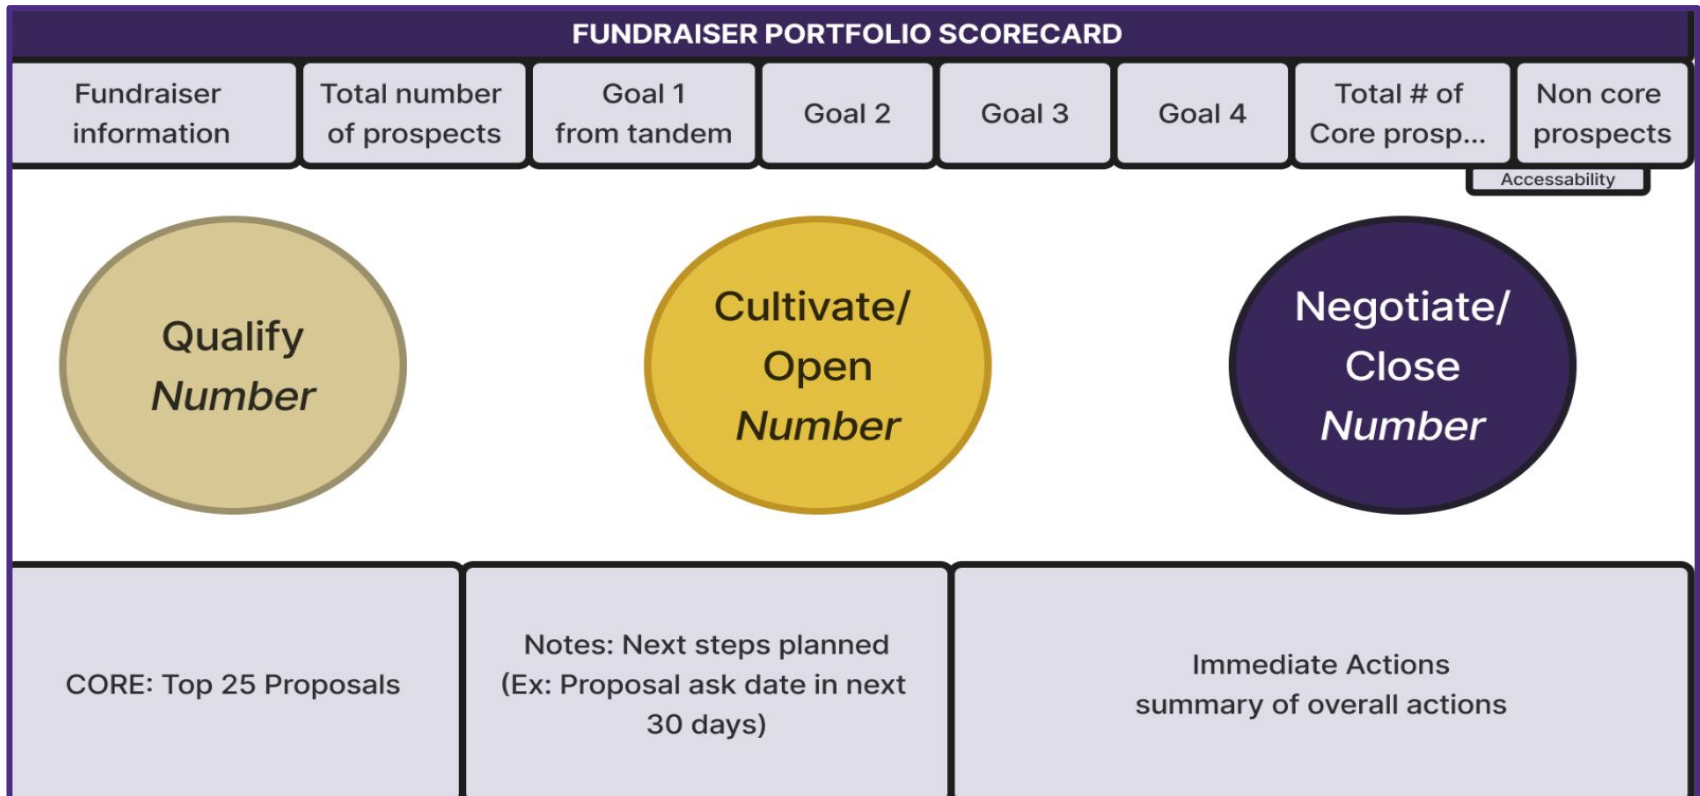 FUNDRAISER PORTFOLIO SCORECARD
Fundraiser
information
Total number
of prospects
Goal 1
from tandem
Goal 2
Goal 3
Goal 4
Total # of
Core prosp...
Non core
prospects
Accessability
Qualify
Number
Cultivate/
Open
Number
Negotiate/
Close
Number
CORE: Top 25 Proposals
Notes: Next steps planned
(Ex: Proposal ask date in next
30 days)
Immediate Actions
summary of overall actions